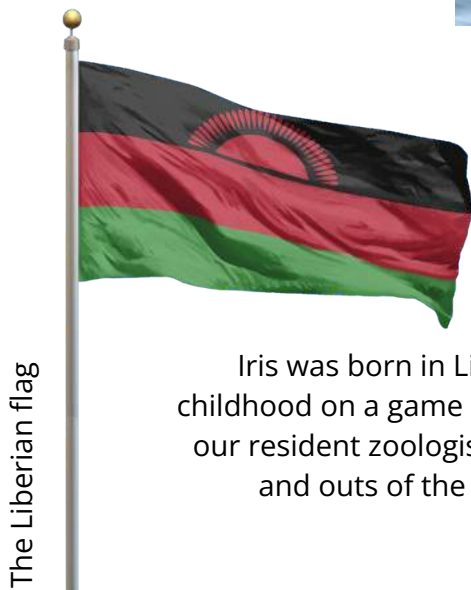 The Liberian flag
Iris was born in Li
childhood on a game
our resident zoologis
and outs of the